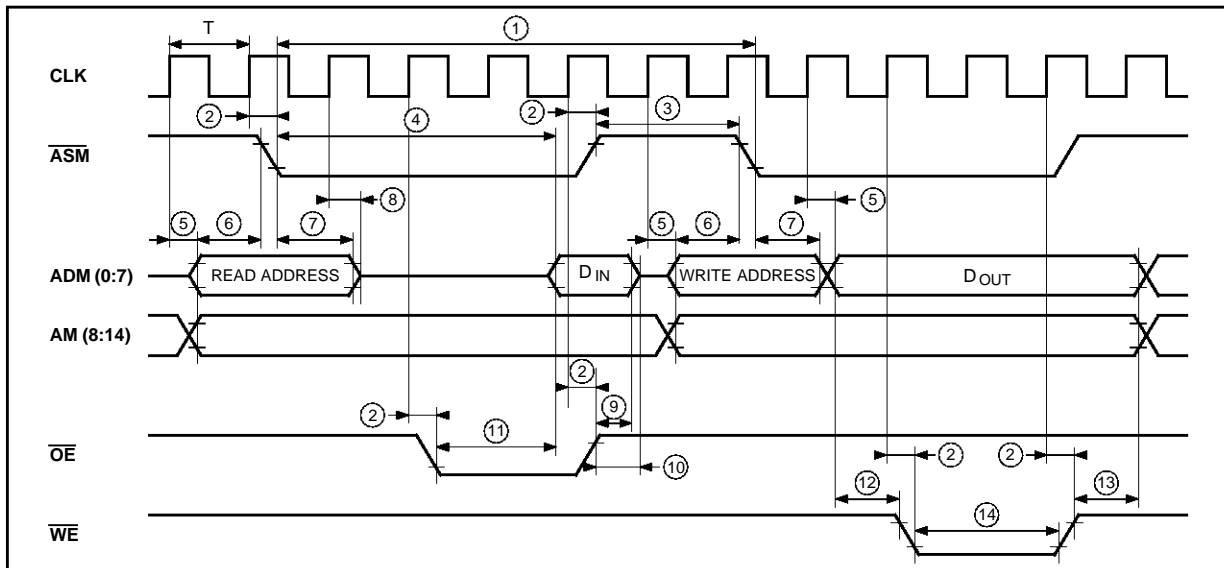 T ①
CLK
② ④ ② ③
ASM
⑧ ⑤
⑤ ⑥ ⑦ ⑤ ⑥ ⑦
ADM (0:7) READ ADDRESS D IN WRITE ADDRESS D OUT
AM (8:14)
② ② ⑨ ⑪
OE ⑩ ② ②
⑫ ⑬
WE ⑭